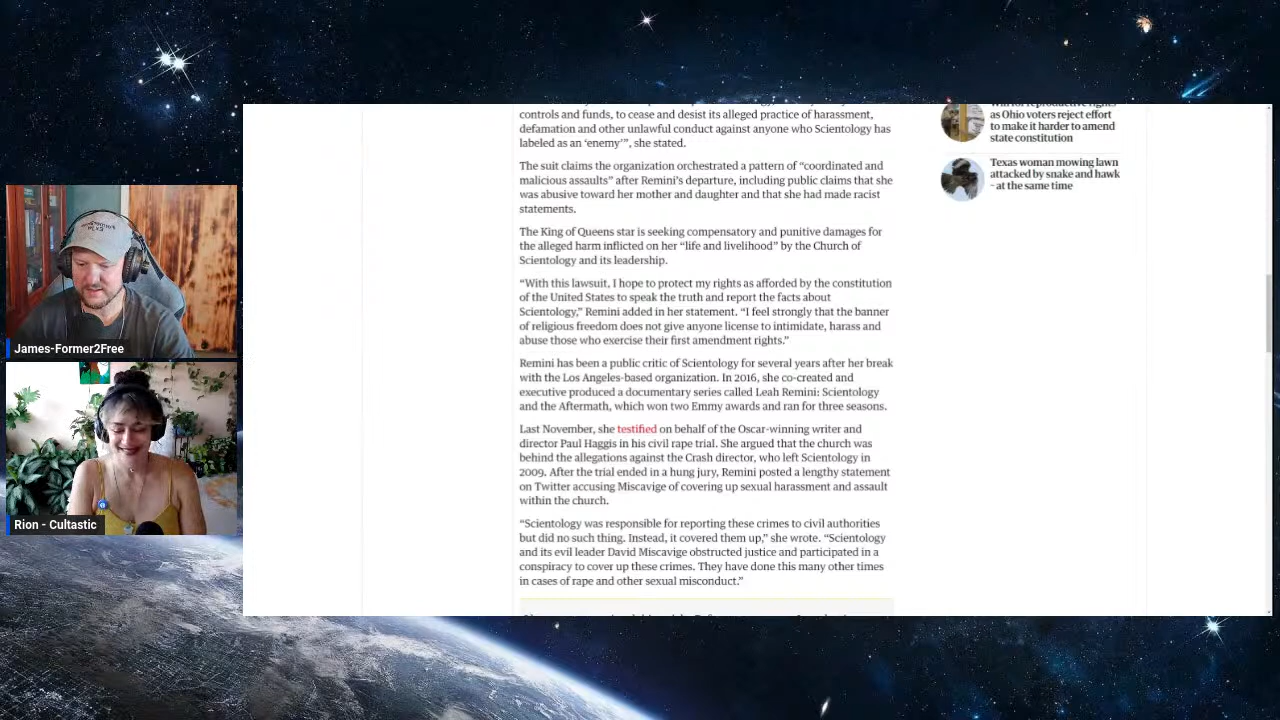 controls and funds, to cease and desist its alleged practice of harassment,
defamation and other unlawful conduct against anyone who Scientology has
labeled as an ‘enemy’”, she stated.
The suit claims the organization orchestrated a pattern of “coordinated and
malicious assaults” after Remini’s departure, including public claims that she
was abusive toward her mother and daughter and that she had made racist
statements.
The King of Queens star is seeking compensatory and punitive damages for
the alleged harm inflicted on her “life and livelihood” by the Church of
Scientology and its leadership.
“With this lawsuit, I hope to protect my rights as afforded by the constitution
of the United States to speak the truth and report the facts about
Scientology,” Remini added in her statement. “I feel strongly that the banner
of religious freedom does not give anyone license to intimidate, harass and
abuse those who exercise their first amendment rights.”
Remini has been a public critic of Scientology for several years after her break
with the Los Angeles-based organization. In 2016, she co-created and
executive produced a documentary series called Leah Remini: Scientology
and the Aftermath, which won two Emmy awards and ran for three seasons.
Last November, she testified on behalf of the Oscar-winning writer and
director Paul Haggis in his civil rape trial. She argued that the church was
behind the allegations against the Crash director, who left Scientology in
2009. After the trial ended in a hung jury, Remini posted a lengthy statement
on Twitter accusing Miscavige of covering up sexual harassment and assault
within the church.
“Scientology was responsible for reporting these crimes to civil authorities
but did no such thing. Instead, it covered them up,” she wrote. “Scientology
and its evil leader David Miscavige obstructed justice and participated in a
conspiracy to cover up these crimes. They have done this many other times
in cases of rape and other sexual misconduct.”
as Ohio voters reject effort
to make it harder to amend
state constitution
Texas woman mowing lawn
attacked by snake and hawk
– at the same time
James-Former2Free
Rion - Cultastic